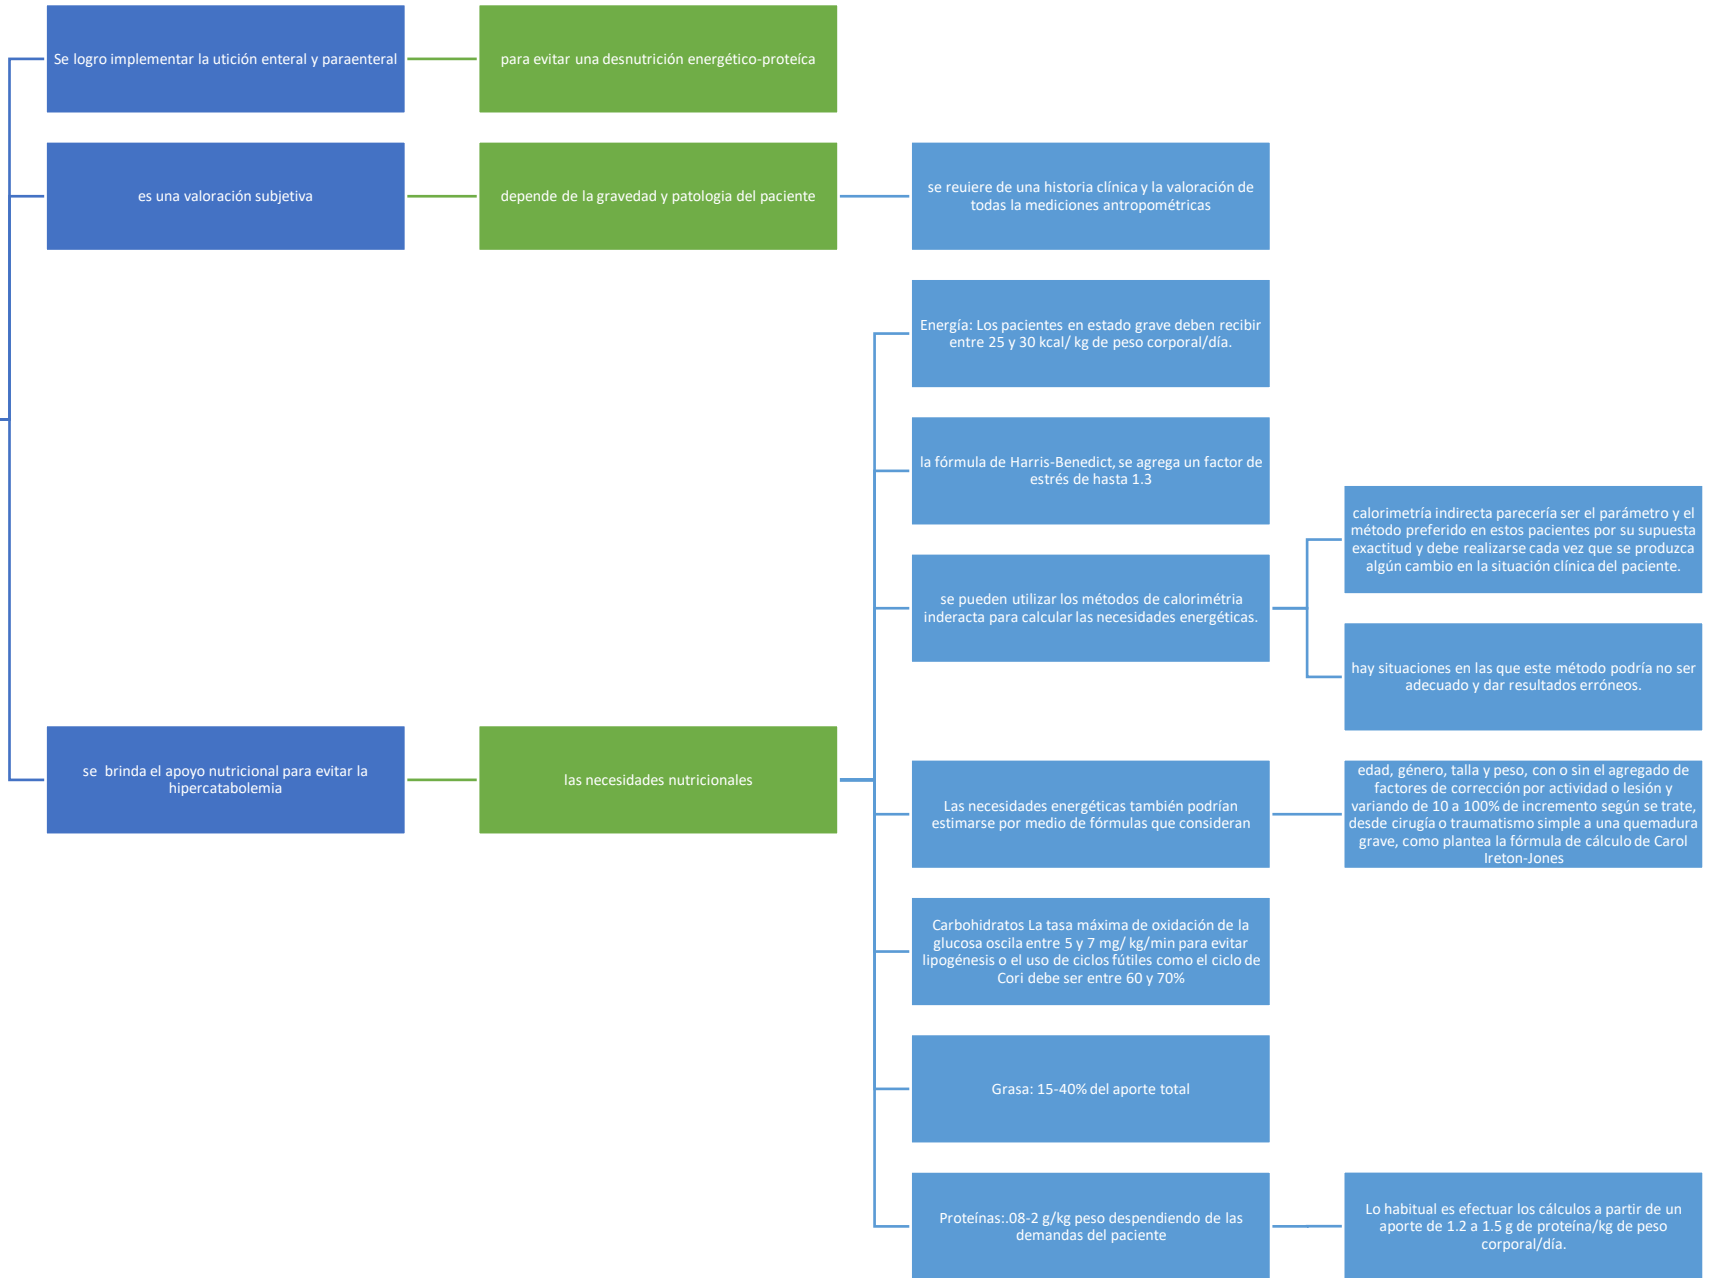 Se logro implementar la utición enteral y paraenteral
para evitar una desnutrición energético-proteíca
es una valoración subjetiva
depende de la gravedad y patologia del paciente
se reuiere de una historia clínica y la valoración de
todas la mediciones antropométricas
se  brinda el apoyo nutricional para evitar la
hipercatabolemia
las necesidades nutricionales
Energía: Los pacientes en estado grave deben recibir
entre 25 y 30 kcal/ kg de peso corporal/día.
la fórmula de Harris-Benedict, se agrega un factor de
estrés de hasta 1.3
se pueden utilizar los métodos de calorimétria
inderacta para calcular las necesidades energéticas.
calorimetría indirecta parecería ser el parámetro y el
método preferido en estos pacientes por su supuesta
exactitud y debe realizarse cada vez que se produzca
algún cambio en la situación clínica del paciente.
hay situaciones en las que este método podría no ser
adecuado y dar resultados erróneos.
Las necesidades energéticas también podrían
estimarse por medio de fórmulas que consideran
edad, género, talla y peso, con o sin el agregado de
factores de corrección por actividad o lesión y
variando de 10 a 100% de incremento según se trate,
desde cirugía o traumatismo simple a una quemadura
grave, como plantea la fórmula de cálculo de Carol
Ireton-Jones
Carbohidratos La tasa máxima de oxidación de la
glucosa oscila entre 5 y 7 mg/ kg/min para evitar
lipogénesis o el uso de ciclos fútiles como el ciclo de
Cori debe ser entre 60 y 70%
Grasa: 15-40% del aporte total
Proteínas:.08-2 g/kg peso despendiendo de las
demandas del paciente
Lo habitual es efectuar los cálculos a partir de un
aporte de 1.2 a 1.5 g de proteína/kg de peso
corporal/día.